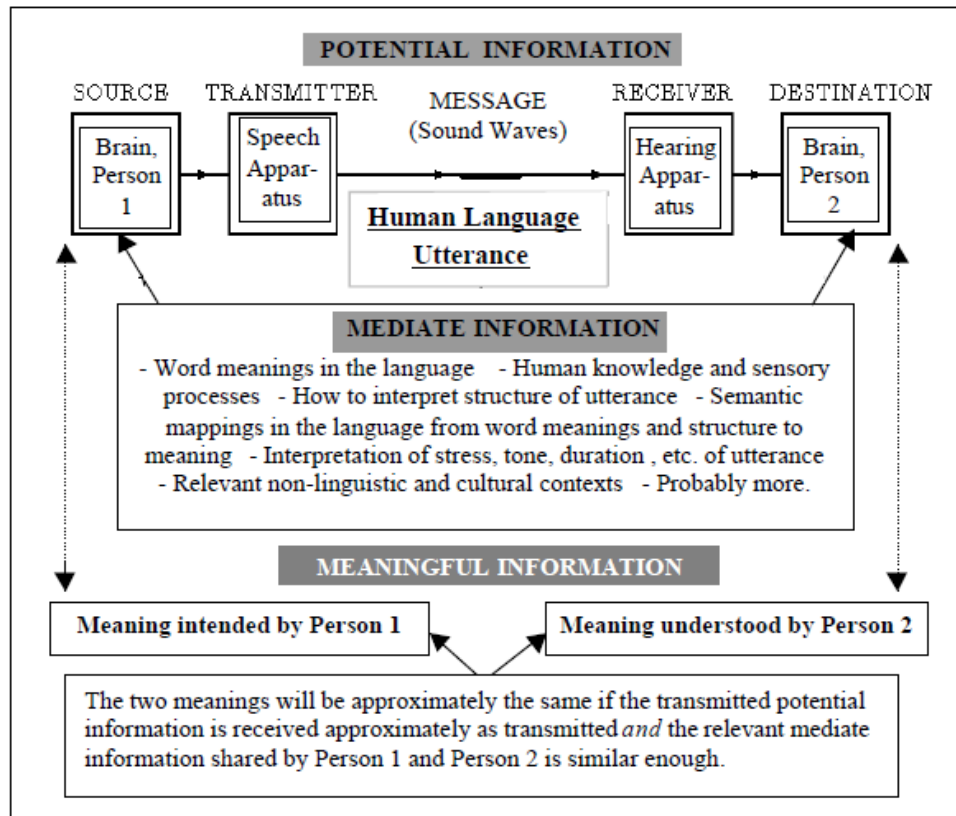 POTENTIAL INFORMATION
SOURCE TRANSMITTER MESSAGE RECEIVER DESTINATION
(Sound Waves)
Brain,
Person
1
Speech
Appar-
atus
Hearing
Appar-
atus
Brain,
Person
2
Human Language
Utterance
MEDIATE INFORMATION
- Word meanings in the language - Human knowledge and sensory
processes - How to interpret structure of utterance - Semantic
mappings in the language from word meanings and structure to
meaning - Interpretation of stress, tone, duration , etc. of utterance
- Relevant non-linguistic and cultural contexts - Probably more.
MEANINGFUL INFORMATION
Meaning intended by Person 1
Meaning understood by Person 2
The two meanings will be approximately the same if the transmitted potential
information is received approximately as transmitted and the relevant mediate
information shared by Person 1 and Person 2 is similar enough.